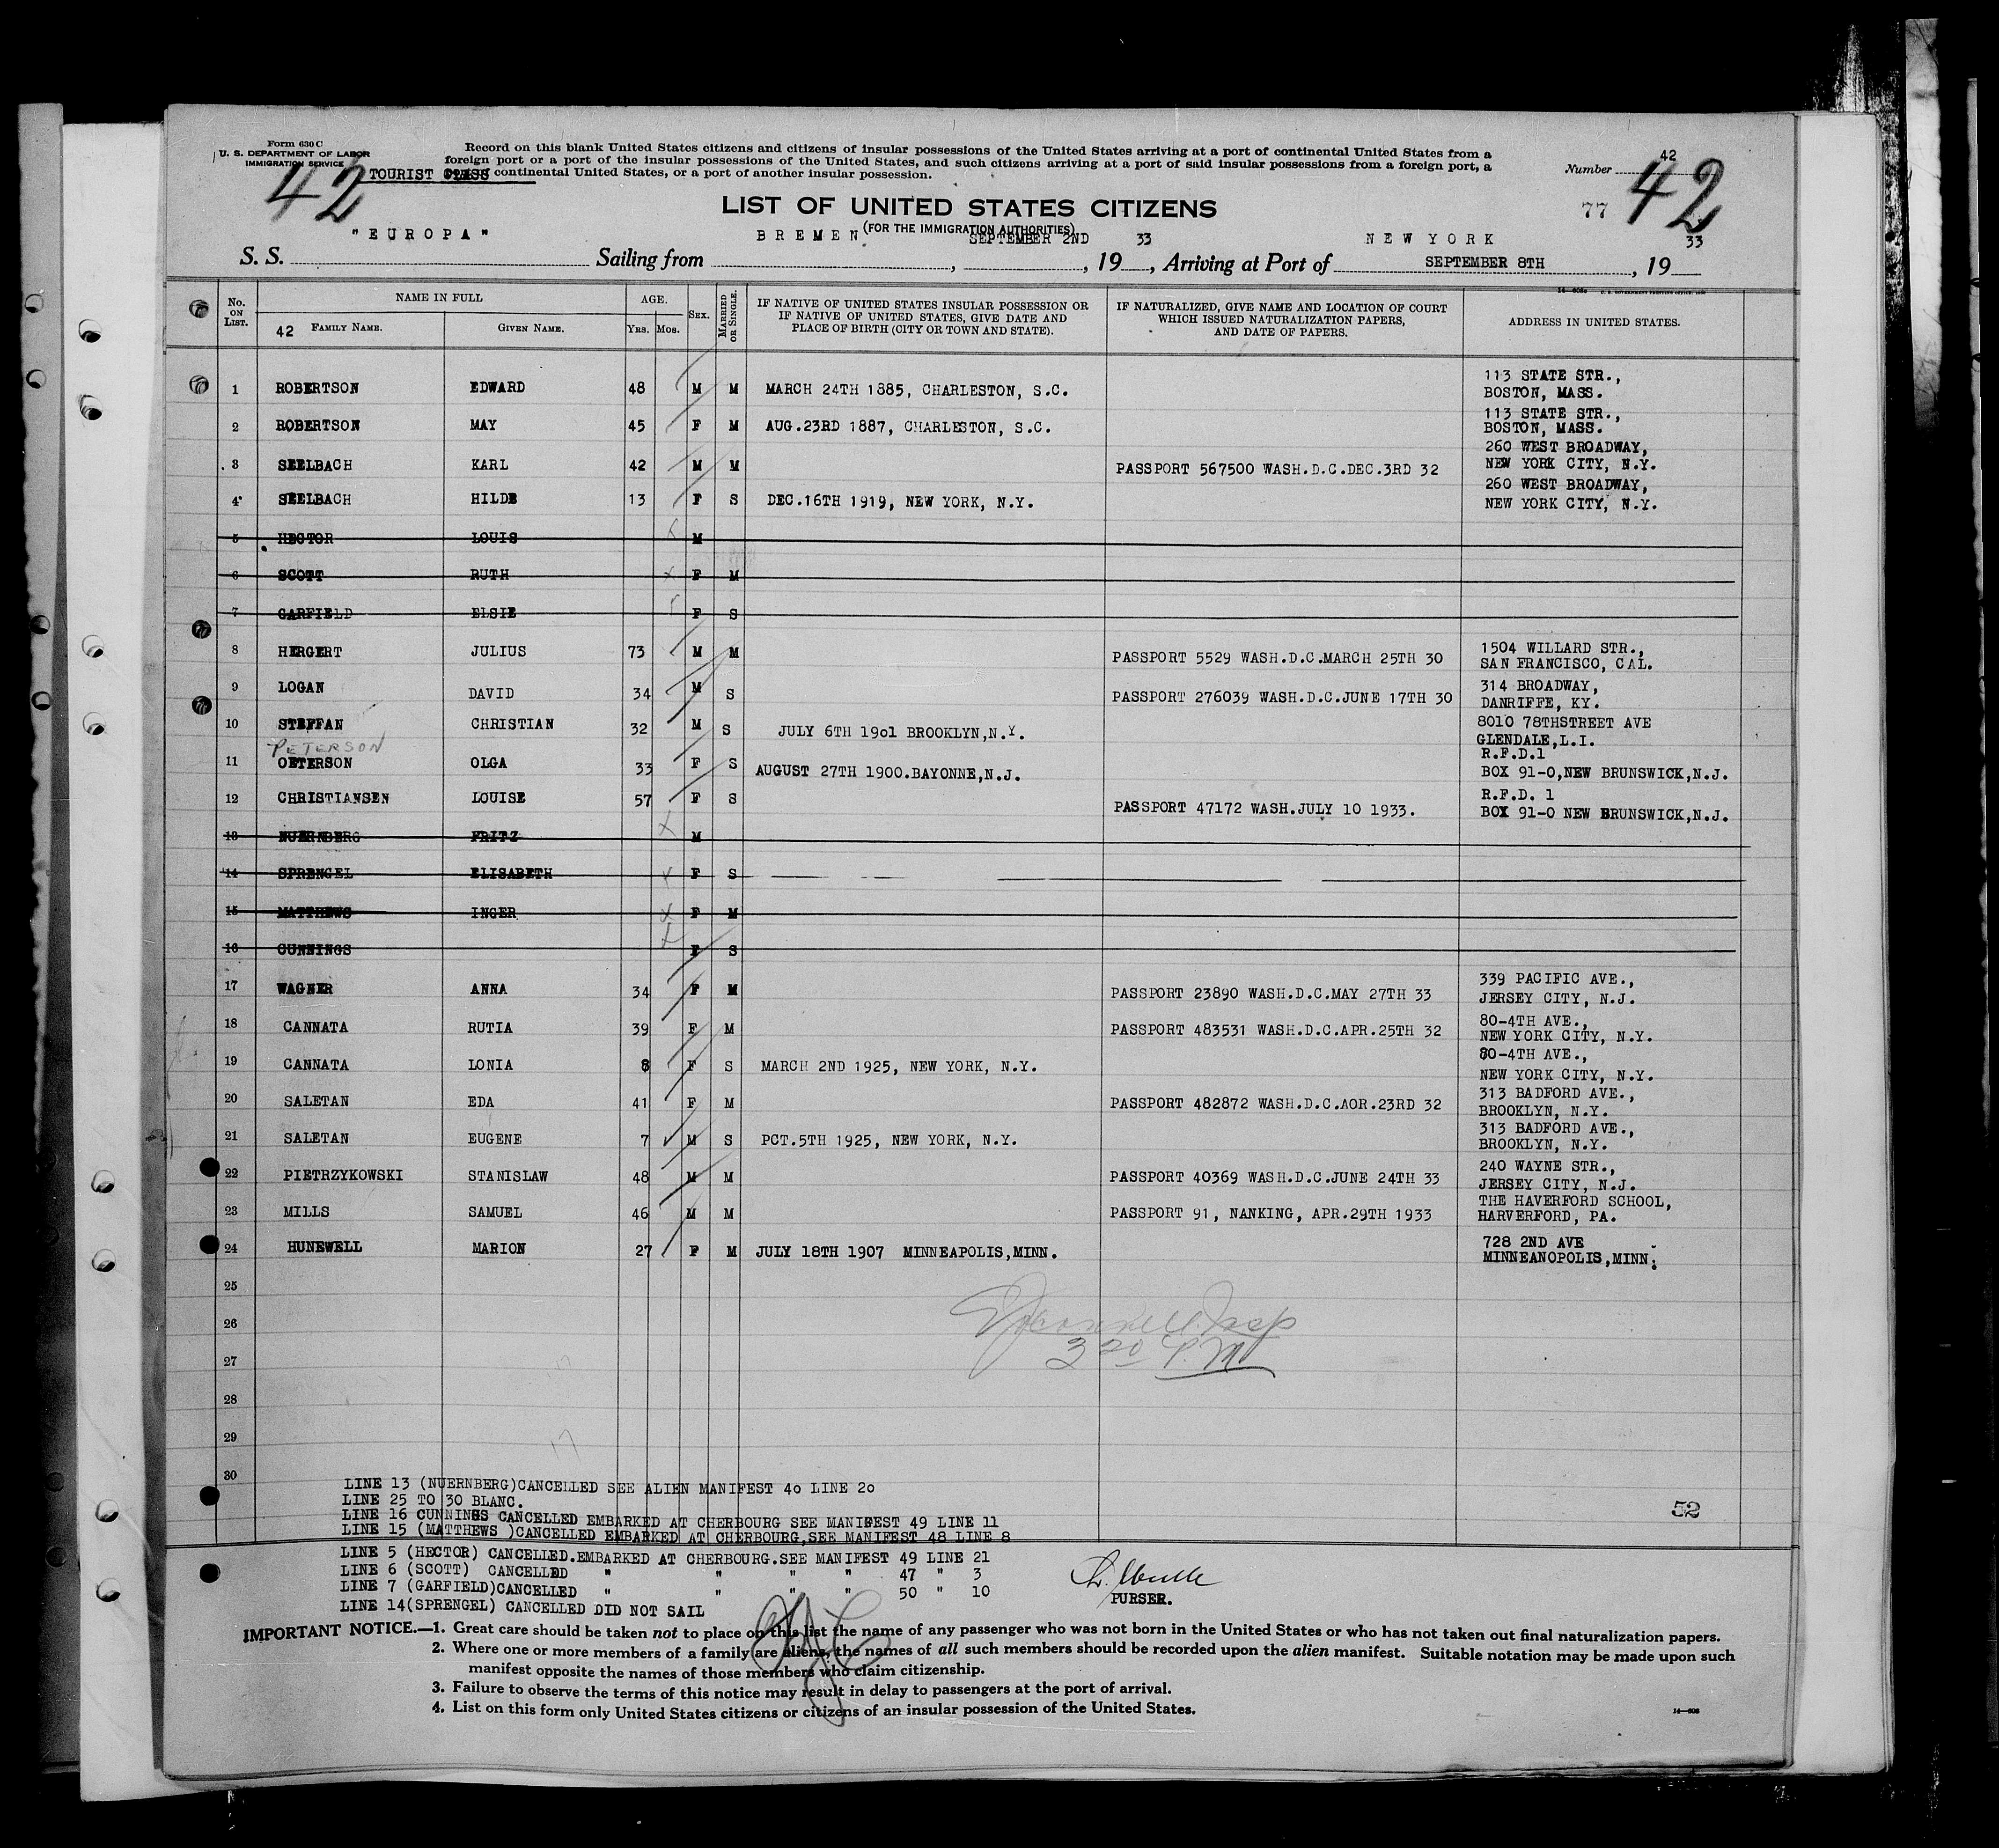 Form 630 C
U. S. DEPARTMENT OF LABOR
IMMIGRATION SERVICE
42 TOURIST CLASS
Record on this blank United States citizens and citizens of insular possessions of the United States arriving at a port of continental United States from a
foreign port or a port of the insular possessions of the United States, and such citizens arriving at a port of said insular possessions from a foreign port, a
continental United States, or a port of another insular possession.
Number 42
77 42
LIST OF UNITED STATES CITIZENS
(FOR THE IMMIGRATION AUTHORITIES)
S. S. "EUROPA" Sailing from BREMEN, SEPTEMBER 2ND, 1933, Arriving at Port of NEW YORK SEPTEMBER 8TH, 1933
No. ON LIST. NAME IN FULL AGE. SEX. MARRIED OR SINGLE. IF NATIVE OF UNITED STATES INSULAR POSSESSION OR IF NATIVE OF UNITED STATES, GIVE DATE AND PLACE OF BIRTH (CITY OR TOWN AND STATE). IF NATURALIZED, GIVE NAME AND LOCATION OF COURT WHICH ISSUED NATURALIZATION PAPERS, AND DATE OF PAPERS. ADDRESS IN UNITED STATES.
42 FAMILY NAME. GIVEN NAME. YRS. MOS.
1 ROBERTSON EDWARD 48 M M MARCH 24TH 1885, CHARLESTON, S.C. 113 STATE STR., BOSTON, MASS.
2 ROBERTSON MAY 45 F M AUG.23RD 1887, CHARLESTON, S.C. 113 STATE STR., BOSTON, MASS.
3 SEELBACH KARL 42 M M PASSPORT 567500 WASH.D.C.DEC.3RD 32 260 WEST BROADWAY, NEW YORK CITY, N.Y.
4 SEELBACH HILDE 13 F S DEC.16TH 1919, NEW YORK, N.Y. 260 WEST BROADWAY, NEW YORK CITY, N.Y.
5 HECTOR LOUIS M
6 SCOTT RUTH F M
7 GARFIELD ELSIE F S
8 HERGERT JULIUS 73 M M PASSPORT 5529 WASH.D.C.MARCH 25TH 30 1504 WILLARD STR., SAN FRANCISCO, CAL.
9 LOGAN DAVID 34 M S PASSPORT 276039 WASH.D.C.JUNE 17TH 30 314 BROADWAY, DANRIFFE, KY.
10 STEFFAN CHRISTIAN 32 M S JULY 6TH 19o1 BROOKLYN,N.Y. 8010 78THSTREET AVE GLENDALE,L.I.
PETERSON
11 OETERSON OLGA 33 F S AUGUST 27TH 1900.BAYONNE,N.J. R.F.D.1 BOX 91-0,NEW BRUNSWICK,N.J.
12 CHRISTIANSEN LOUISE 57 F S PASSPORT 47172 WASH.JULY 10 1933. R.F.D. 1 BOX 91-0 NEW BRUNSWICK,N.J.
13 NUERNBERG FRITZ M
14 SPRENGEL ELISABETH F S
15 MATTHEWS INGER F M
16 CUNNINGS F S
17 WAGNER ANNA 34 F M PASSPORT 23890 WASH.D.C.MAY 27TH 33 339 PACIFIC AVE., JERSEY CITY, N.J.
18 CANNATA RUTIA 39 F M PASSPORT 483531 WASH.D.C.APR.25TH 32 80-4TH AVE., NEW YORK CITY, N.Y.
19 CANNATA LONIA 8 F S MARCH 2ND 1925, NEW YORK, N.Y. 80-4TH AVE., NEW YORK CITY, N.Y.
20 SALETAN EDA 41 F M PASSPORT 482872 WASH.D.C.AOR.23RD 32 313 BADFORD AVE., BROOKLYN, N.Y.
21 SALETAN EUGENE 7 M S PCT.5TH 1925, NEW YORK, N.Y. 313 BADFORD AVE., BROOKLYN, N.Y.
22 PIETRZYKOWSKI STANISLAW 48 M M PASSPORT 40369 WASH.D.C.JUNE 24TH 33 240 WAYNE STR., JERSEY CITY, N.J.
23 MILLS SAMUEL 46 M M PASSPORT 91, NANKING, APR.29TH 1933 THE HAVERFORD SCHOOL, HARVERFORD, PA.
24 HUNEWELL MARION 27 F M JULY 18TH 1907 MINNEAPOLIS,MINN. 728 2ND AVE MINNEANOPOLIS,MINN.
25
26
3 20 P.M
27
28
29
30
LINE 13 (NUERNBERG)CANCELLED SEE ALIEN MANIFEST 4o LINE 2o
LINE 25 TO 30 BLANC.
52
LINE 16 CUNNINGS CANCELLED EMBARKED AT CHERBOURG SEE MANIFEST 49 LINE 11
LINE 15 (MATTHEWS )CANCELLED EMBARKED AT CHERBOURG,SEE MANIFEST 48 LINE 8
LINE 5 (HECTOR) CANCELLED.EMBARKED AT CHERBOURG.SEE MANIFEST 49 LINE 21
LINE 6 (SCOTT) CANCELLED " " " " 47 " 3
LINE 7 (GARFIELD)CANCELLED " " " " 50 " 10
PURSER.
LINE 14(SPRENGEL) CANCELLED DID NOT SAIL
IMPORTANT NOTICE.—1. Great care should be taken not to place on this list the name of any passenger who was not born in the United States or who has not taken out final naturalization papers.
2. Where one or more members of a family are aliens, the names of all such members should be recorded upon the alien manifest. Suitable notation may be made upon such
manifest opposite the names of those members who claim citizenship.
3. Failure to observe the terms of this notice may result in delay to passengers at the port of arrival.
4. List on this form only United States citizens or citizens of an insular possession of the United States.
14—608